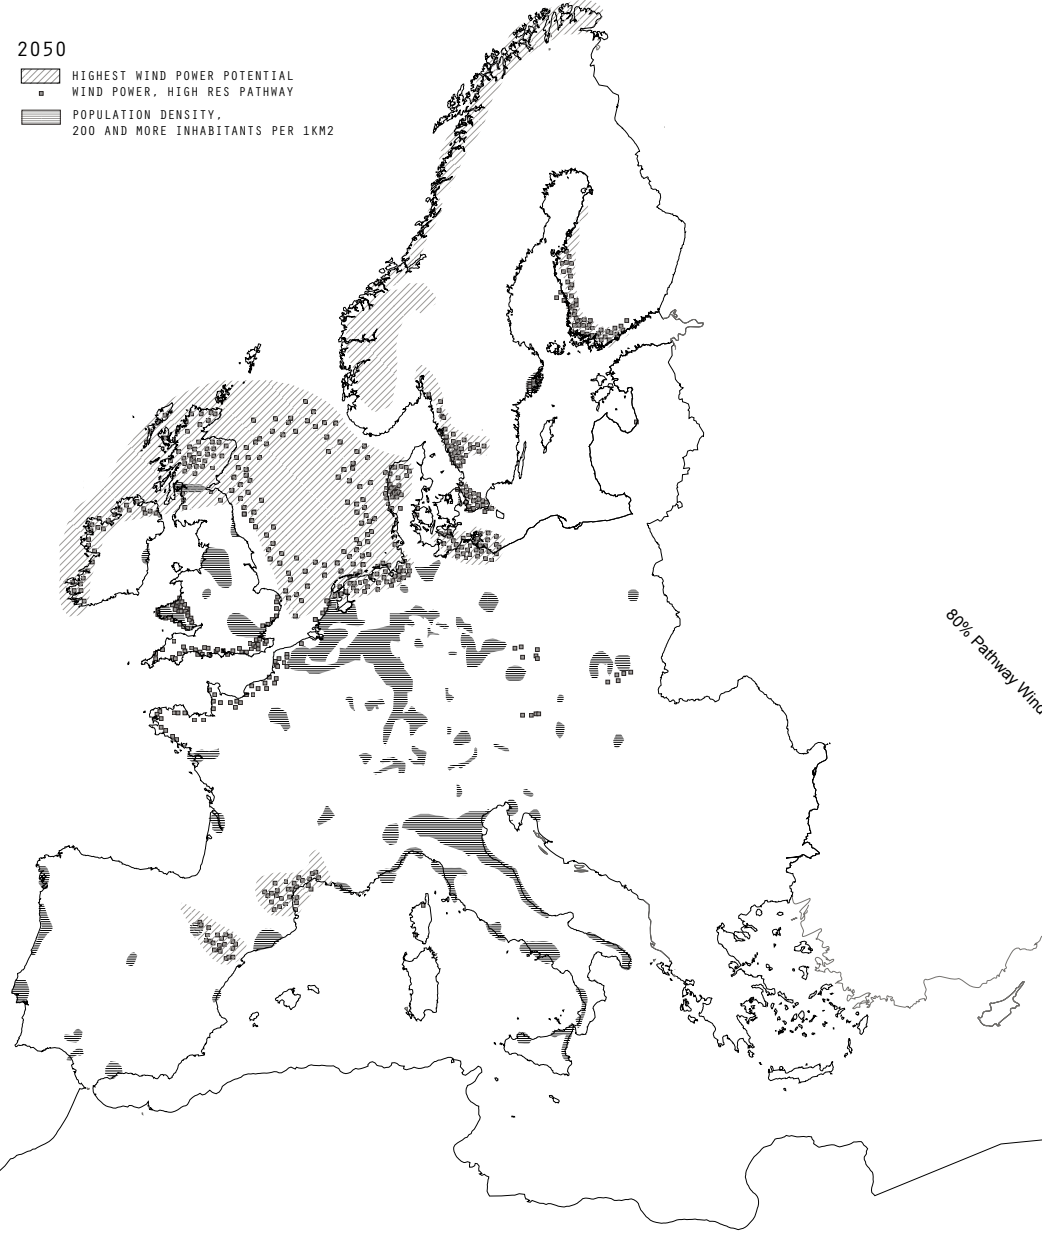 2050
HIGHEST WIND POWER POTENTIAL
WIND POWER, HIGH RES PATHWAY
POPULATION DENSITY,
200 AND MORE INHABITANTS PER 1KM2
80% Pathway Wind